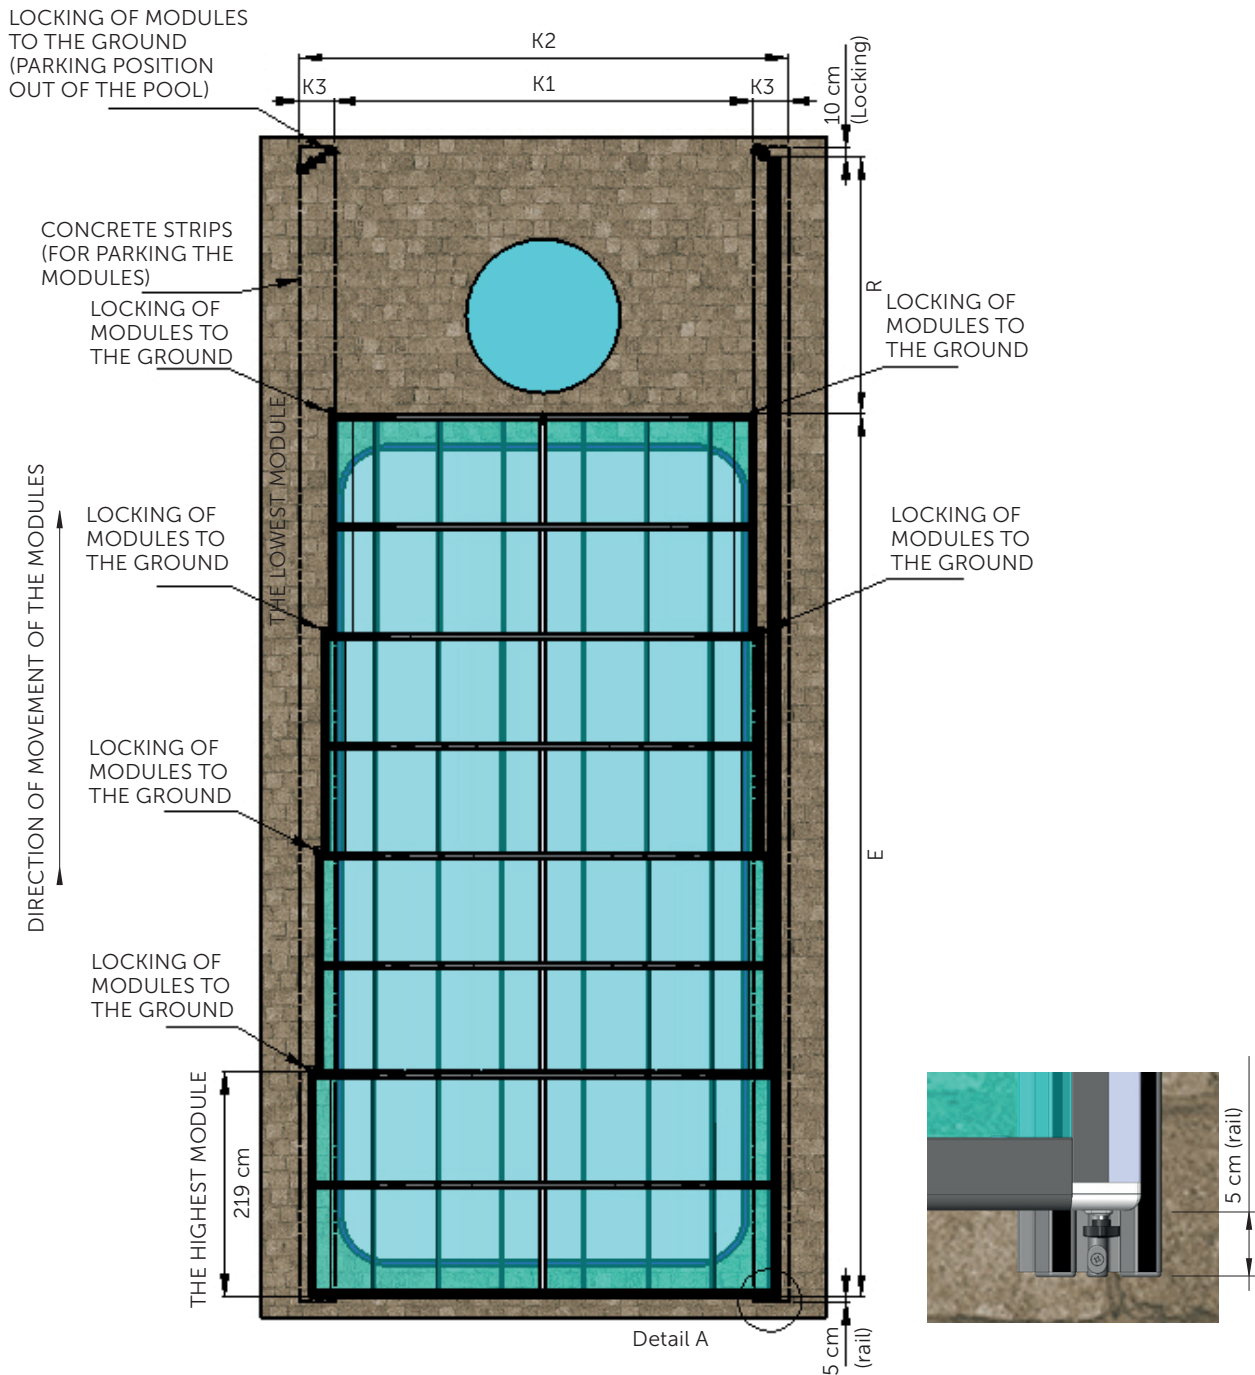 LOCKING OF MODULES
TO THE GROUND
(PARKING POSITION
OUT OF THE POOL)
K2
K3
K1
K3
10 cm
(Locking)
CONCRETE STRIPS
(FOR PARKING THE
MODULES)
R
LOCKING OF
MODULES TO
THE GROUND
LOCKING OF
MODULES TO
THE GROUND
THE LOWEST MODULE
DIRECTION OF MOVEMENT OF THE MODULES
LOCKING OF
MODULES TO
THE GROUND
LOCKING OF
MODULES TO
THE GROUND
LOCKING OF
MODULES TO
THE GROUND
E
LOCKING OF
MODULES TO
THE GROUND
THE HIGHEST MODULE
219 cm
5 cm (rail)
Detail A
5 cm
(rail)